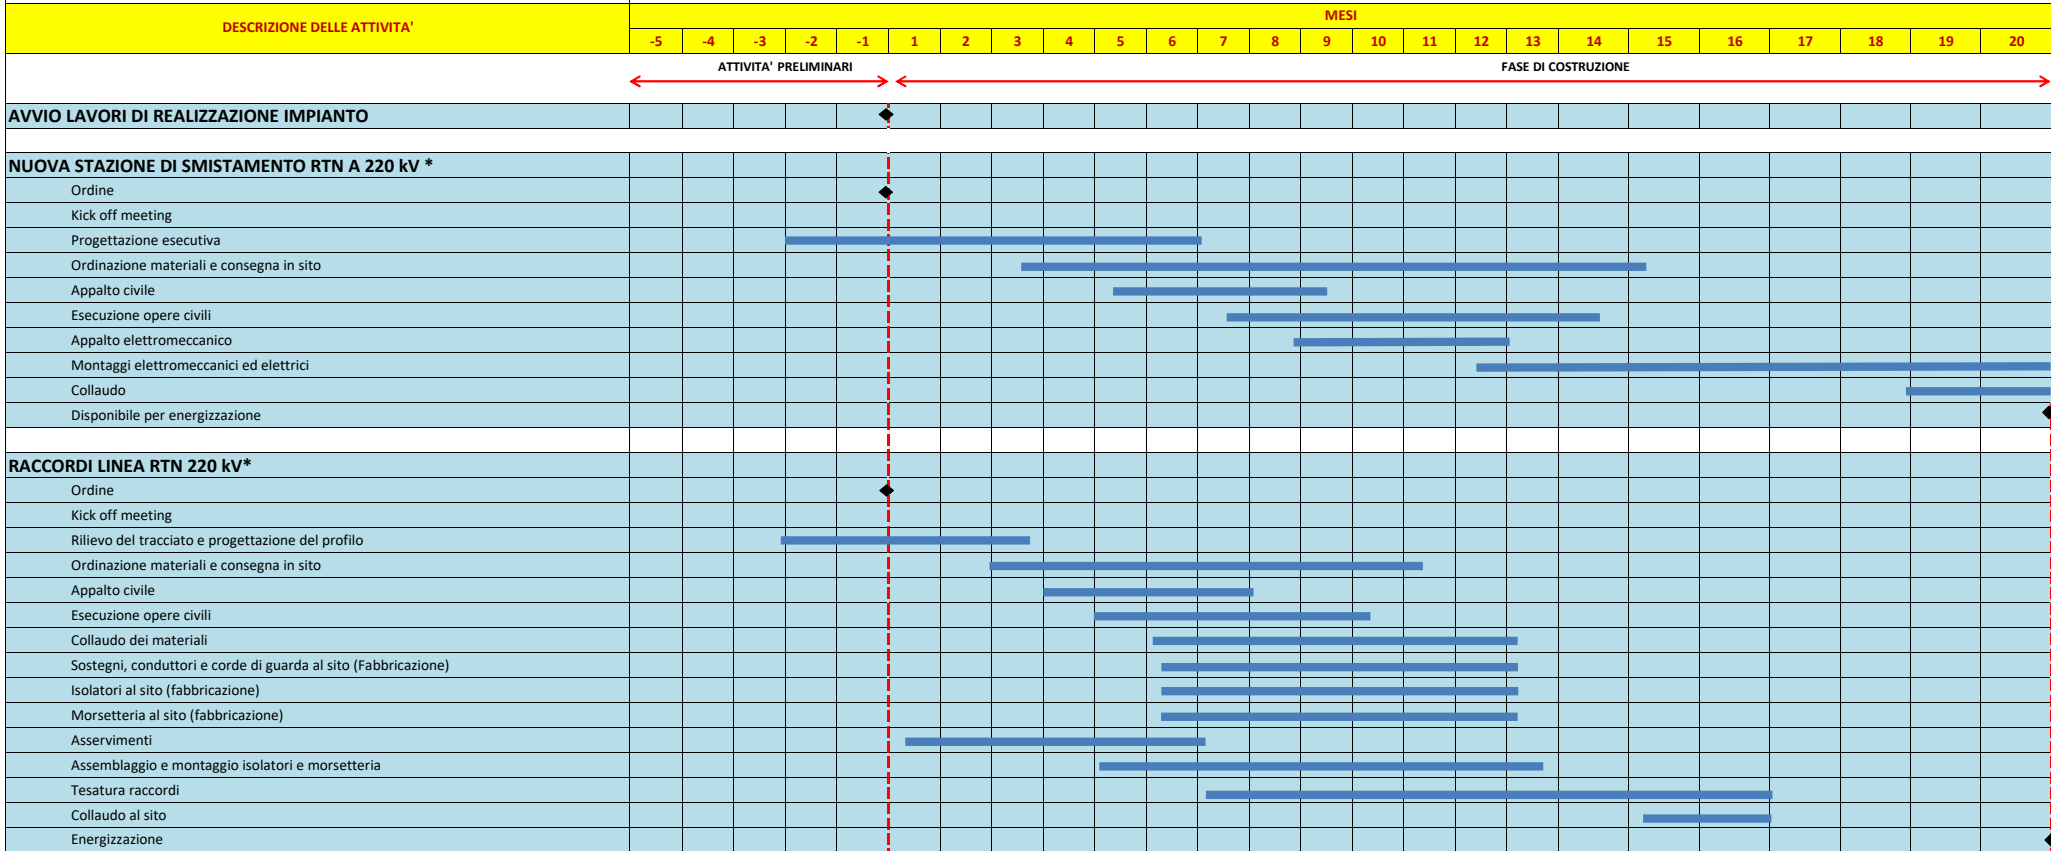 MESI
DESCRIZIONE DELLE ATTIVITA'
-5 -4 -3 -2 -1 1 2 3 4 5 6 7 8 9 10 11 12 13 14 15 16 17 18 19 20
ATTIVITA' PRELIMINARI FASE DI COSTRUZIONE
AVVIO LAVORI DI REALIZZAZIONE IMPIANTO
NUOVA STAZIONE DI SMISTAMENTO RTN A 220 kV *
Ordine
Kick off meeting
Progettazione esecutiva
Ordinazione materiali e consegna in sito
Appalto civile
Esecuzione opere civili
Appalto elettromeccanico
Montaggi elettromeccanici ed elettrici
Collaudo
Disponibile per energizzazione
RACCORDI LINEA RTN 220 kV*
Ordine
Kick off meeting
Rilievo del tracciato e progettazione del profilo
Ordinazione materiali e consegna in sito
Appalto civile
Esecuzione opere civili
Collaudo dei materiali
Sostegni, conduttori e corde di guarda al sito (Fabbricazione)
Isolatori al sito (fabbricazione)
Morsetteria al sito (fabbricazione)
Asservimenti
Assemblaggio e montaggio isolatori e morsetteria
Tesatura raccordi
Collaudo al sito
Energizzazione